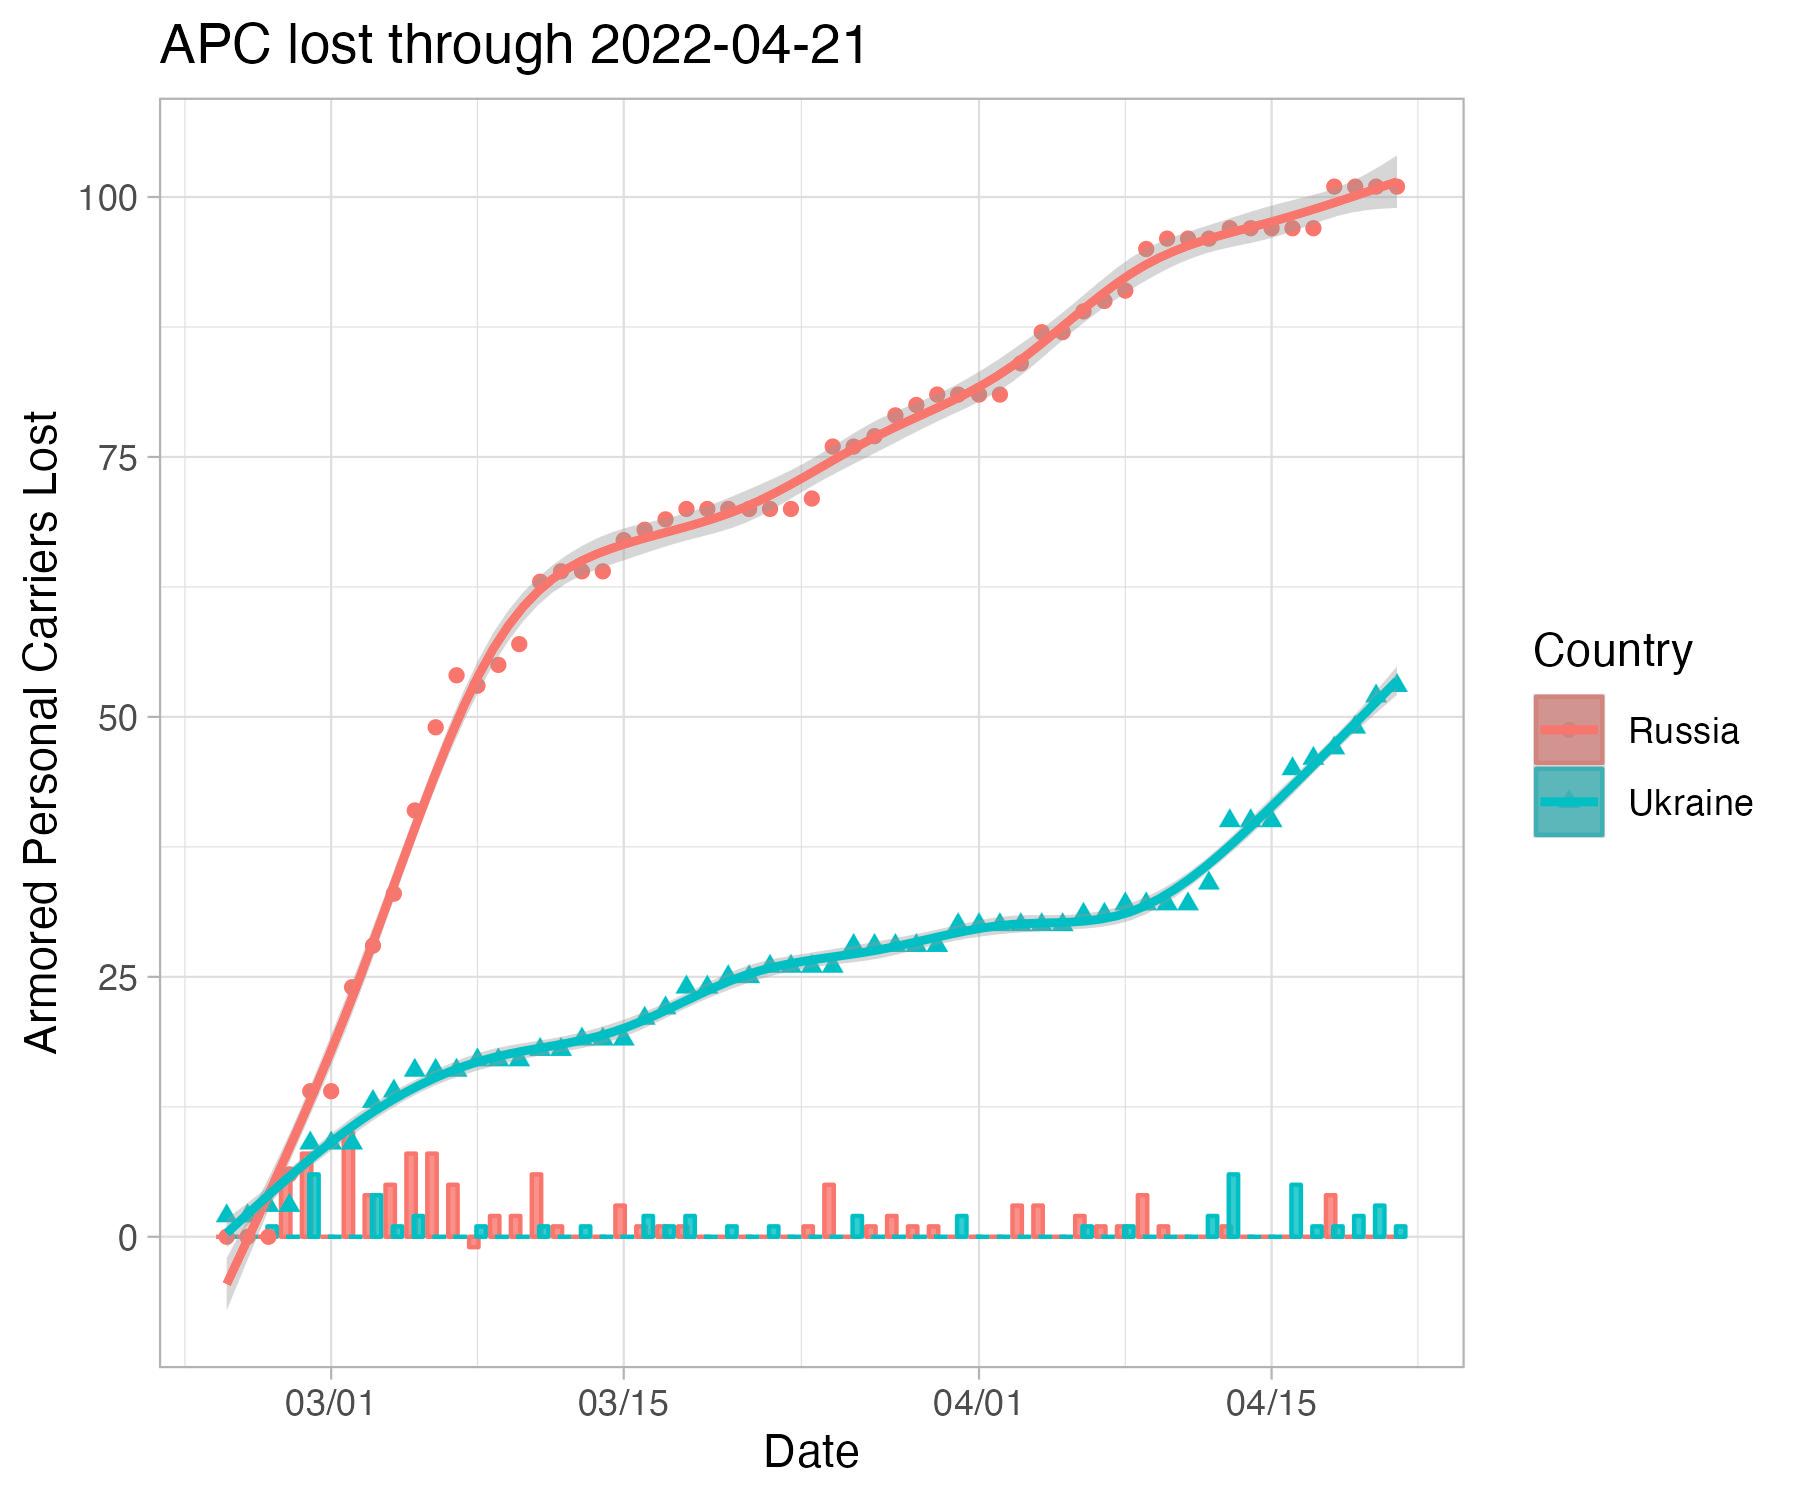 APC lost through 2022-04-21
Armored Personal Carriers Lost
100
75
50
25
0
03/01
03/15
04/01
04/15
Date
Country
Russia
Ukraine